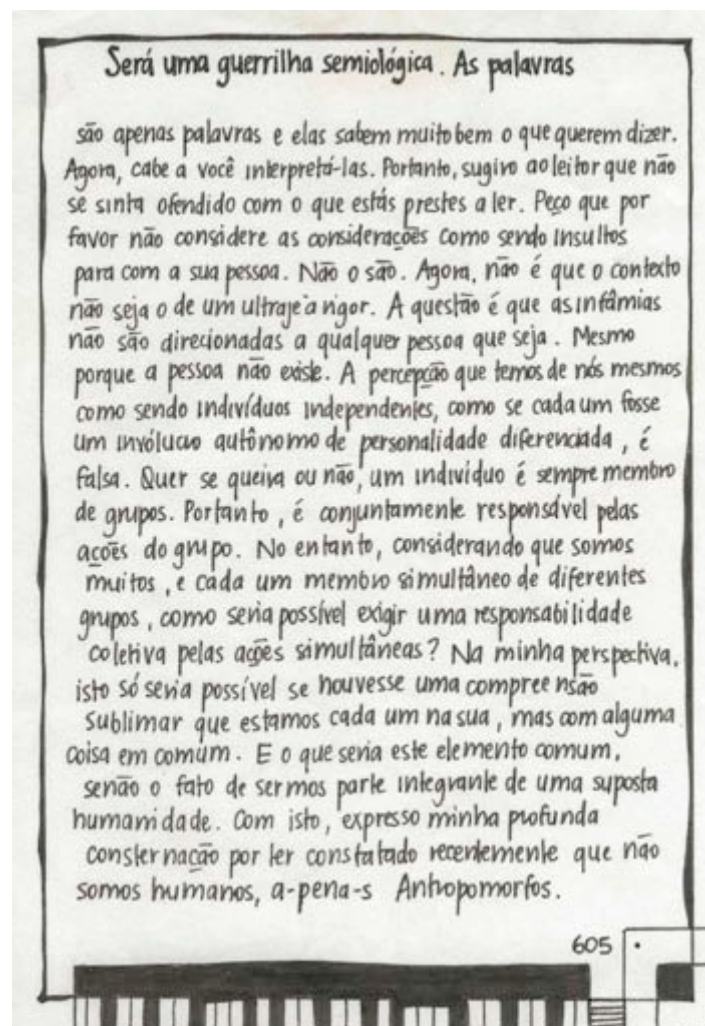 Será uma guerrilha semiológica. As palavras
são apenas palavras e elas sabem muito bem o que querem dizer.
Agora, cabe a você interpretá-las. Portanto, sugiro ao leitor que não
se sinta ofendido com o que estás prestes a ler. Peço que por
favor não considere as considerações como sendo insultos
para com a sua pessoa. Não o são. Agora, não é que o contexto
não seja o de um ultraje a rigor. A questão é que as infâmias
não são direcionadas a qualquer pessoa que seja. Mesmo
porque a pessoa não existe. A percepção que temos de nós mesmos
como sendo indivíduos independentes, como se cada um fosse
um invólucro autônomo de personalidade diferenciada, é
falsa. Quer se queira ou não, um indivíduo é sempre membro
de grupos. Portanto, é conjuntamente responsável pelas
ações do grupo. No entanto, considerando que somos
muitos, e cada um membro simultâneo de diferentes
grupos, como seria possível exigir uma responsabilidade
coletiva pelas ações simultâneas? Na minha perspectiva,
isto só seria possível se houvesse uma compreensão
sublimar que estamos cada um na sua, mas com alguma
coisa em comum. E o que seria este elemento comum,
senão o fato de sermos parte integrante de uma suposta
humanidade. Com isto, expresso minha profunda
consternação por ter constatado recentemente que não
somos humanos, a-pena-s Anhopomorfos.
605